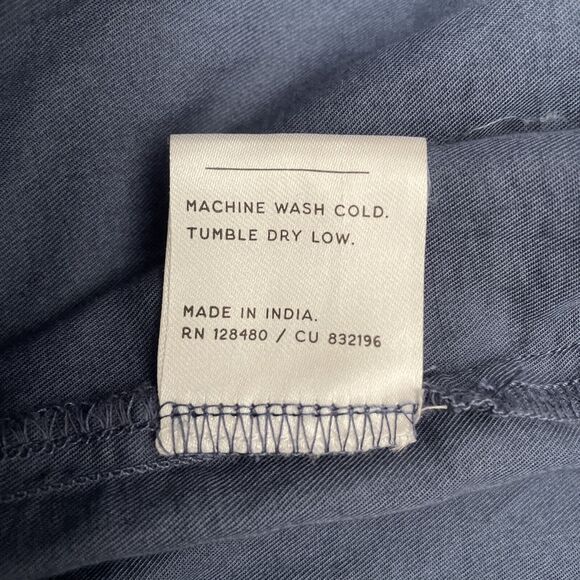 MACHINE WASH COLD.
TUMBLE DRY LOW.
MADE IN INDIA.
RN 128480 / CU 832196